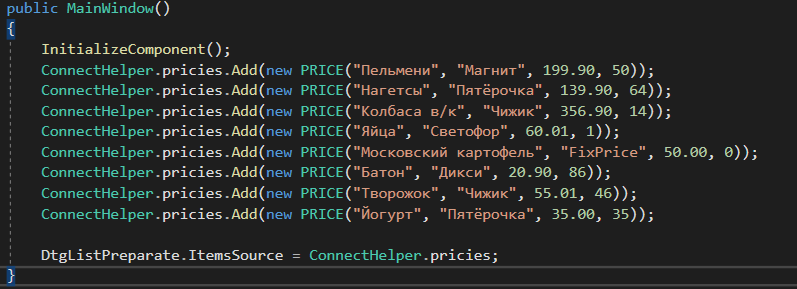 public MainWindow()
{
InitializeComponent();
ConnectHelper.pricies.Add(new PRICE("Пельмени", "Магнит", 199.90, 50));
ConnectHelper.pricies.Add(new PRICE("Нагетсы", "Пятёрочка", 139.90, 64));
ConnectHelper.pricies.Add(new PRICE("Колбаса в/к", "Чижик", 356.90, 14));
ConnectHelper.pricies.Add(new PRICE("Яйца", "Светофор", 60.01, 1));
ConnectHelper.pricies.Add(new PRICE("Московский картофель", "FixPrice", 50.00, 0));
ConnectHelper.pricies.Add(new PRICE("Батон", "Дикси", 20.90, 86));
ConnectHelper.pricies.Add(new PRICE("Творожок", "Чижик", 55.01, 46));
ConnectHelper.pricies.Add(new PRICE("Йогурт", "Пятёрочка", 35.00, 35));
DtgListPreparate.ItemsSource = ConnectHelper.pricies;
}